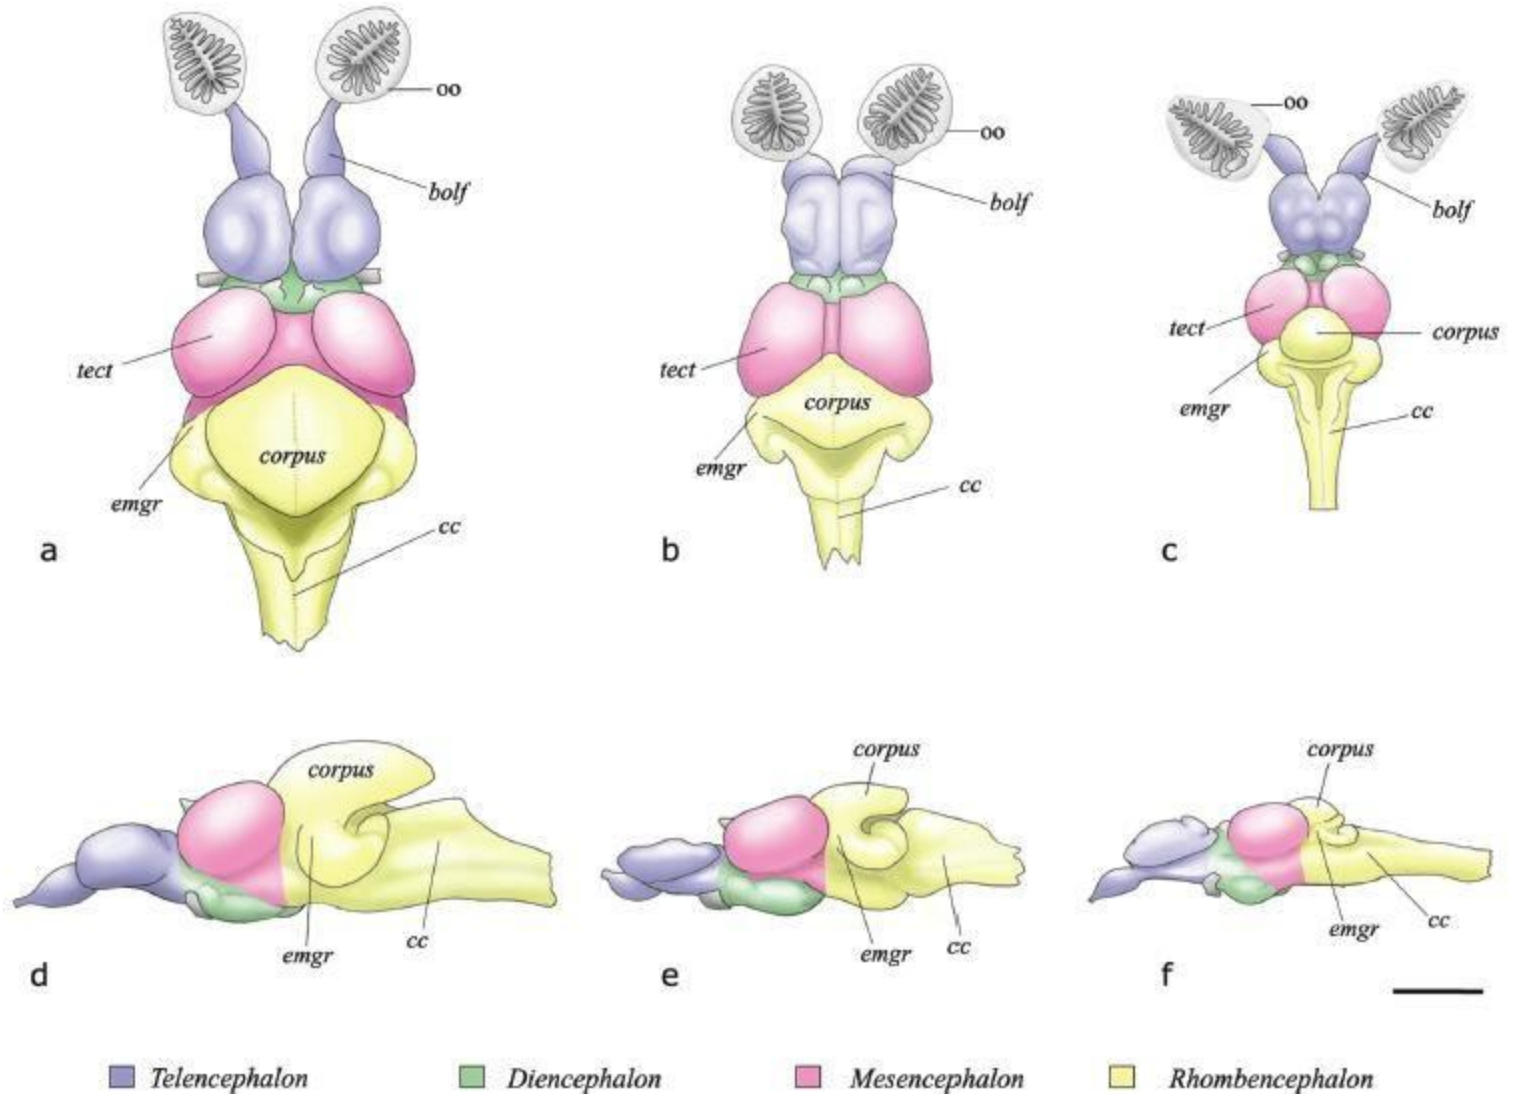 oo
bolf
tect
corpus
emgr
cc
a
oo
bolf
tect
corpus
emgr
cc
b
oo
bolf
tect
corpus
emgr
cc
c
corpus
emgr
cc
d
corpus
emgr
cc
e
corpus
emgr
cc
f
Telencephalon
Diencephalon
Mesencephalon
Rhombencephalon